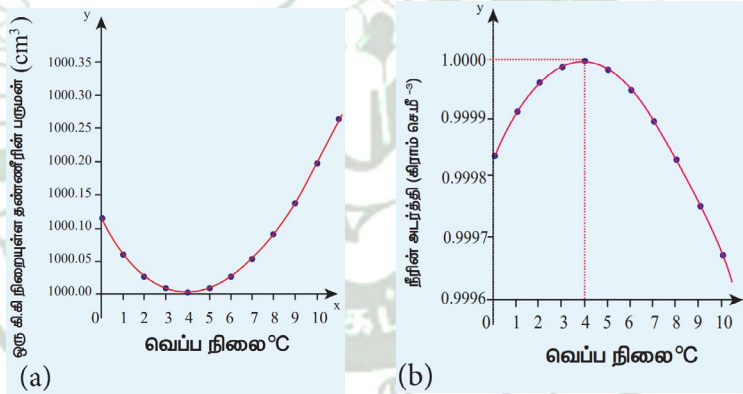 y
ஒரு கி.கி நிறையுள்ள தண்ணீரின் பருமன் (cm³)
1000.35
1000.30
1000.25
1000.20
1000.15
1000.10
1000.05
1000.00
x
0 1 2 3 4 5 6 7 8 9 10
வெப்ப நிலை °C
(a)
y
நீரின் அடர்த்தி (கிராம் செ.மீ ⁻³)
1.0000
0.9999
0.9998
0.9997
0.9996
0 1 2 3 4 5 6 7 8 9 10
வெப்ப நிலை °C
(b)